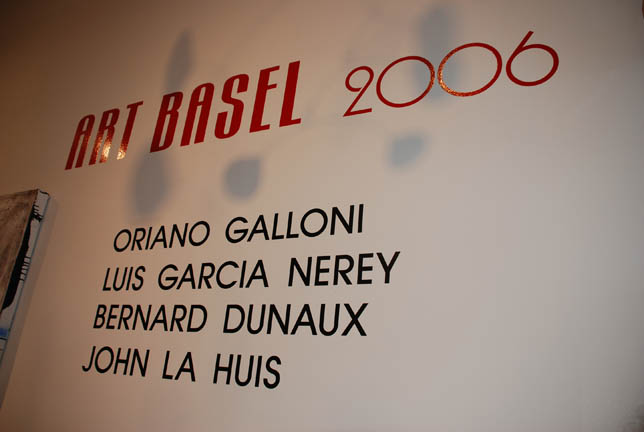 ART BASEL 2006
ORIANO GALLONI
LUIS GARCIA NEREY
BERNARD DUNAUX
JOHN LA HUIS